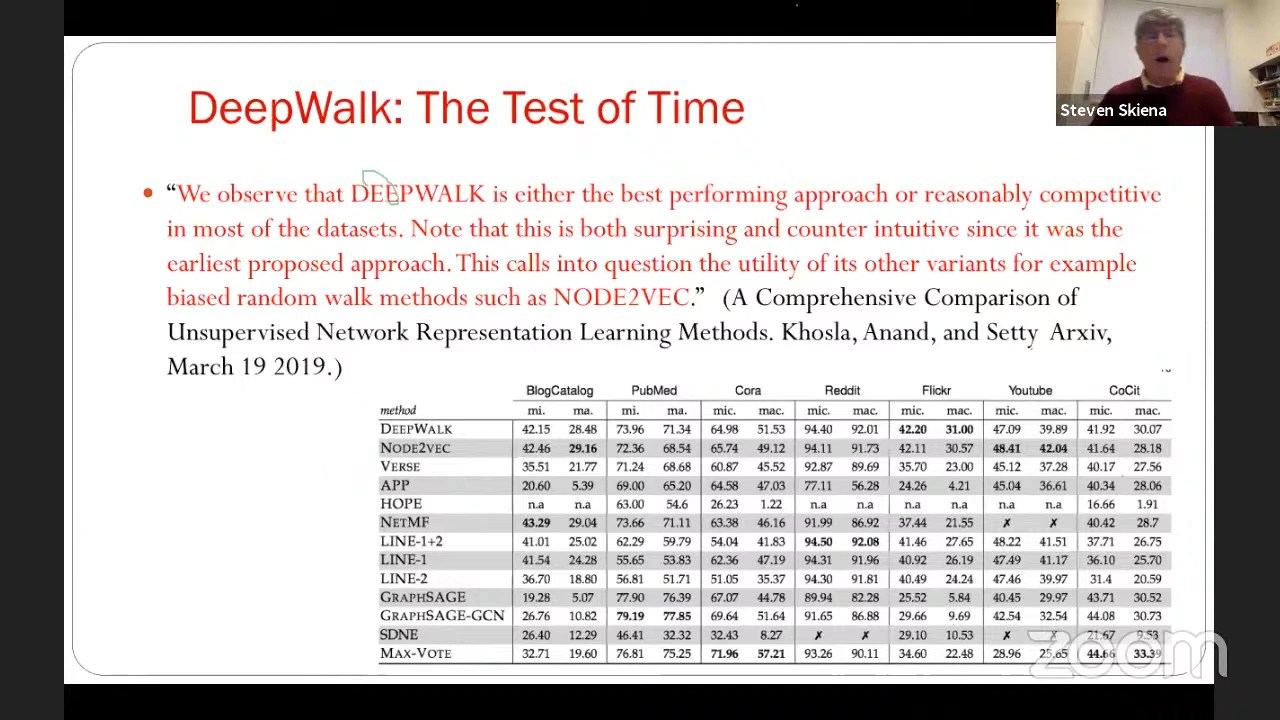 DeepWalk: The Test of Time
Steven Skiena
• “We observe that DEEPWALK is either the best performing approach or reasonably competitive
in most of the datasets. Note that this is both surprising and counter intuitive since it was the
earliest proposed approach. This calls into question the utility of its other variants for example
biased random walk methods such as NODE2VEC.” (A Comprehensive Comparison of
Unsupervised Network Representation Learning Methods. Khosla, Anand, and Setty Arxiv,
March 19 2019.)
BlogCatalog PubMed Cora Reddit Flickr Youtube CoCit
method mi. ma. mi. ma. mic. mac. mic. mac. mic. mac. mic. mac. mic. mac.
DEEPWALK 42.15 28.48 73.96 71.34 64.98 51.53 94.40 92.01 42.20 31.00 47.09 39.89 41.92 30.07
NODE2VEC 42.46 29.16 72.36 68.54 65.74 49.12 94.11 91.73 42.11 30.57 48.41 42.04 41.64 28.18
VERSE 35.51 21.77 71.24 68.68 60.87 45.52 92.87 89.69 35.70 23.00 45.12 37.28 40.17 27.56
APP 20.60 5.39 69.00 65.20 64.58 47.03 77.11 56.28 24.26 4.21 45.04 36.61 40.34 28.06
HOPE n.a n.a 63.00 54.6 26.23 1.22 n.a n.a n.a n.a n.a n.a 16.66 1.91
NETMF 43.29 29.04 73.66 71.11 63.38 46.16 91.99 86.92 37.44 21.55 ✗ ✗ 40.42 28.7
LINE-1+2 41.01 25.02 62.29 59.79 54.04 41.83 94.50 92.08 41.46 27.65 48.22 41.51 37.71 26.75
LINE-1 41.54 24.28 55.65 53.83 62.36 47.19 94.31 91.96 40.92 26.19 47.49 41.17 36.10 25.70
LINE-2 36.70 18.80 56.81 51.71 51.05 35.37 94.30 91.81 40.49 24.24 47.46 39.97 31.4 20.59
GRAPHSAGE 19.28 5.07 77.90 76.39 67.07 44.78 89.94 82.28 25.52 5.84 40.45 29.97 43.71 30.52
GRAPHSAGE-GCN 26.76 10.82 79.19 77.85 69.64 51.64 91.65 86.88 29.66 9.69 42.54 32.54 44.08 30.73
SDNE 26.40 12.29 46.41 32.32 32.43 8.27 ✗ ✗ 29.10 10.53 ✗ ✗ 21.67 9.53
MAX-VOTE 32.71 19.60 76.81 75.25 71.96 57.21 93.26 90.11 34.60 22.48 28.96 25.65 44.66 33.39
zoom